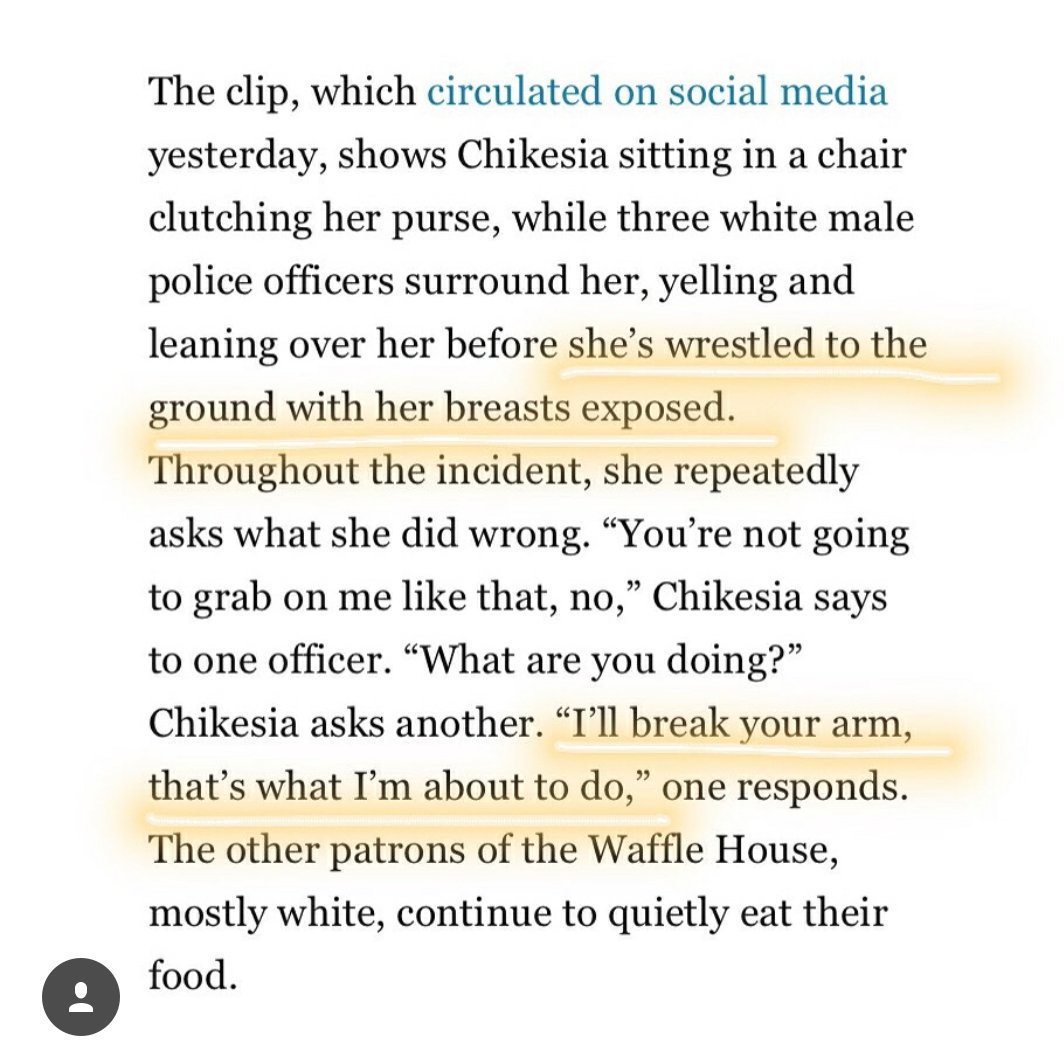 The clip, which circulated on social media
yesterday, shows Chikesia sitting in a chair
clutching her purse, while three white male
police officers surround her, yelling and
leaning over her before she’s wrestled to the
ground with her breasts exposed.
Throughout the incident, she repeatedly
asks what she did wrong. “You’re not going
to grab on me like that, no,” Chikesia says
to one officer. “What are you doing?”
Chikesia asks another. “I’ll break your arm,
that’s what I’m about to do,” one responds.
The other patrons of the Waffle House,
mostly white, continue to quietly eat their
food.